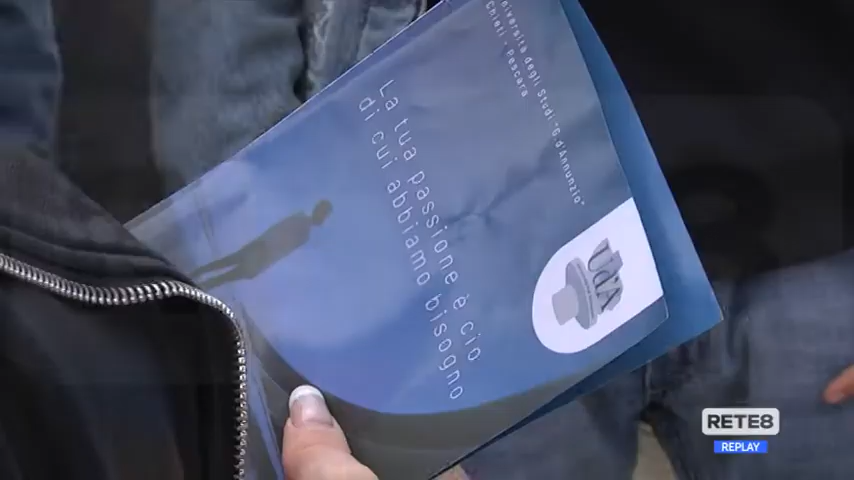 Università degli Studi "G.d'Annunzio"
Chieti - Pescara
UdA
La tua passione è ciò
di cui abbiamo bisogno
RETE8
REPLAY